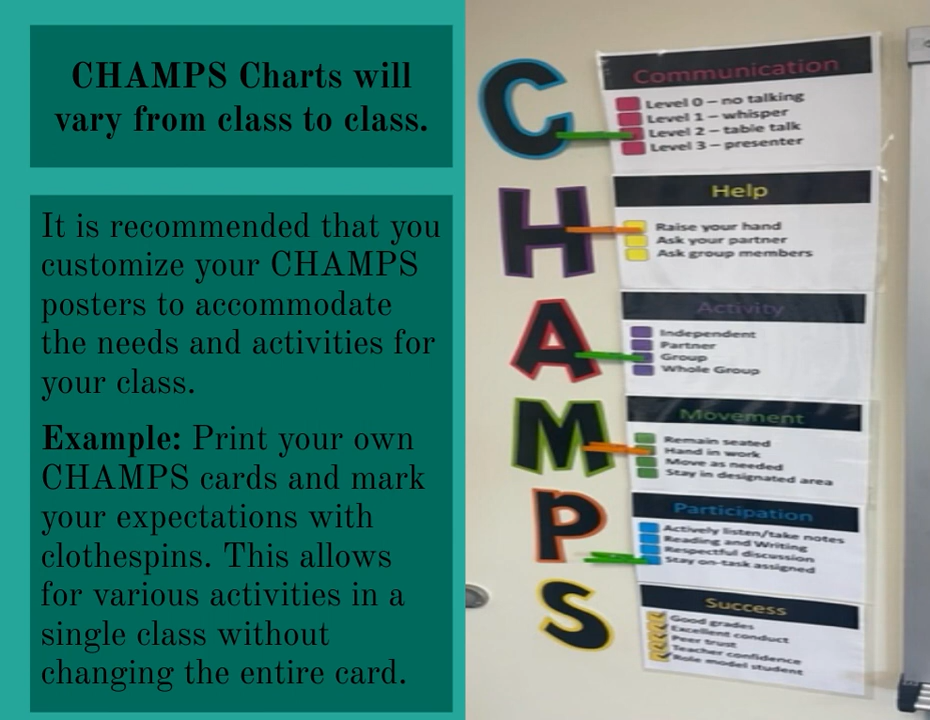 CHAMPS Charts will
vary from class to class.
It is recommended that you
customize your CHAMPS
posters to accommodate
the needs and activities for
your class.
Example: Print your own
CHAMPS cards and mark
your expectations with
clothespins. This allows
for various activities in a
single class without
changing the entire card.
C
Communication
Level 0 – no talking
Level 1 – whisper
Level 2 – table talk
Level 3 – presenter
H
Help
Raise your hand
Ask your partner
Ask group members
A
Activity
Independent
Partner
Group
Whole Group
M
Movement
Remain seated
Hand in work
Move as needed
Stay in designated area
P
Participation
Actively listen/take notes
Reading and Writing
Respectful discussion
Stay on-task assigned
S
Success
Good grades
Excellent conduct
Peer trust
Teacher confidence
Role model student